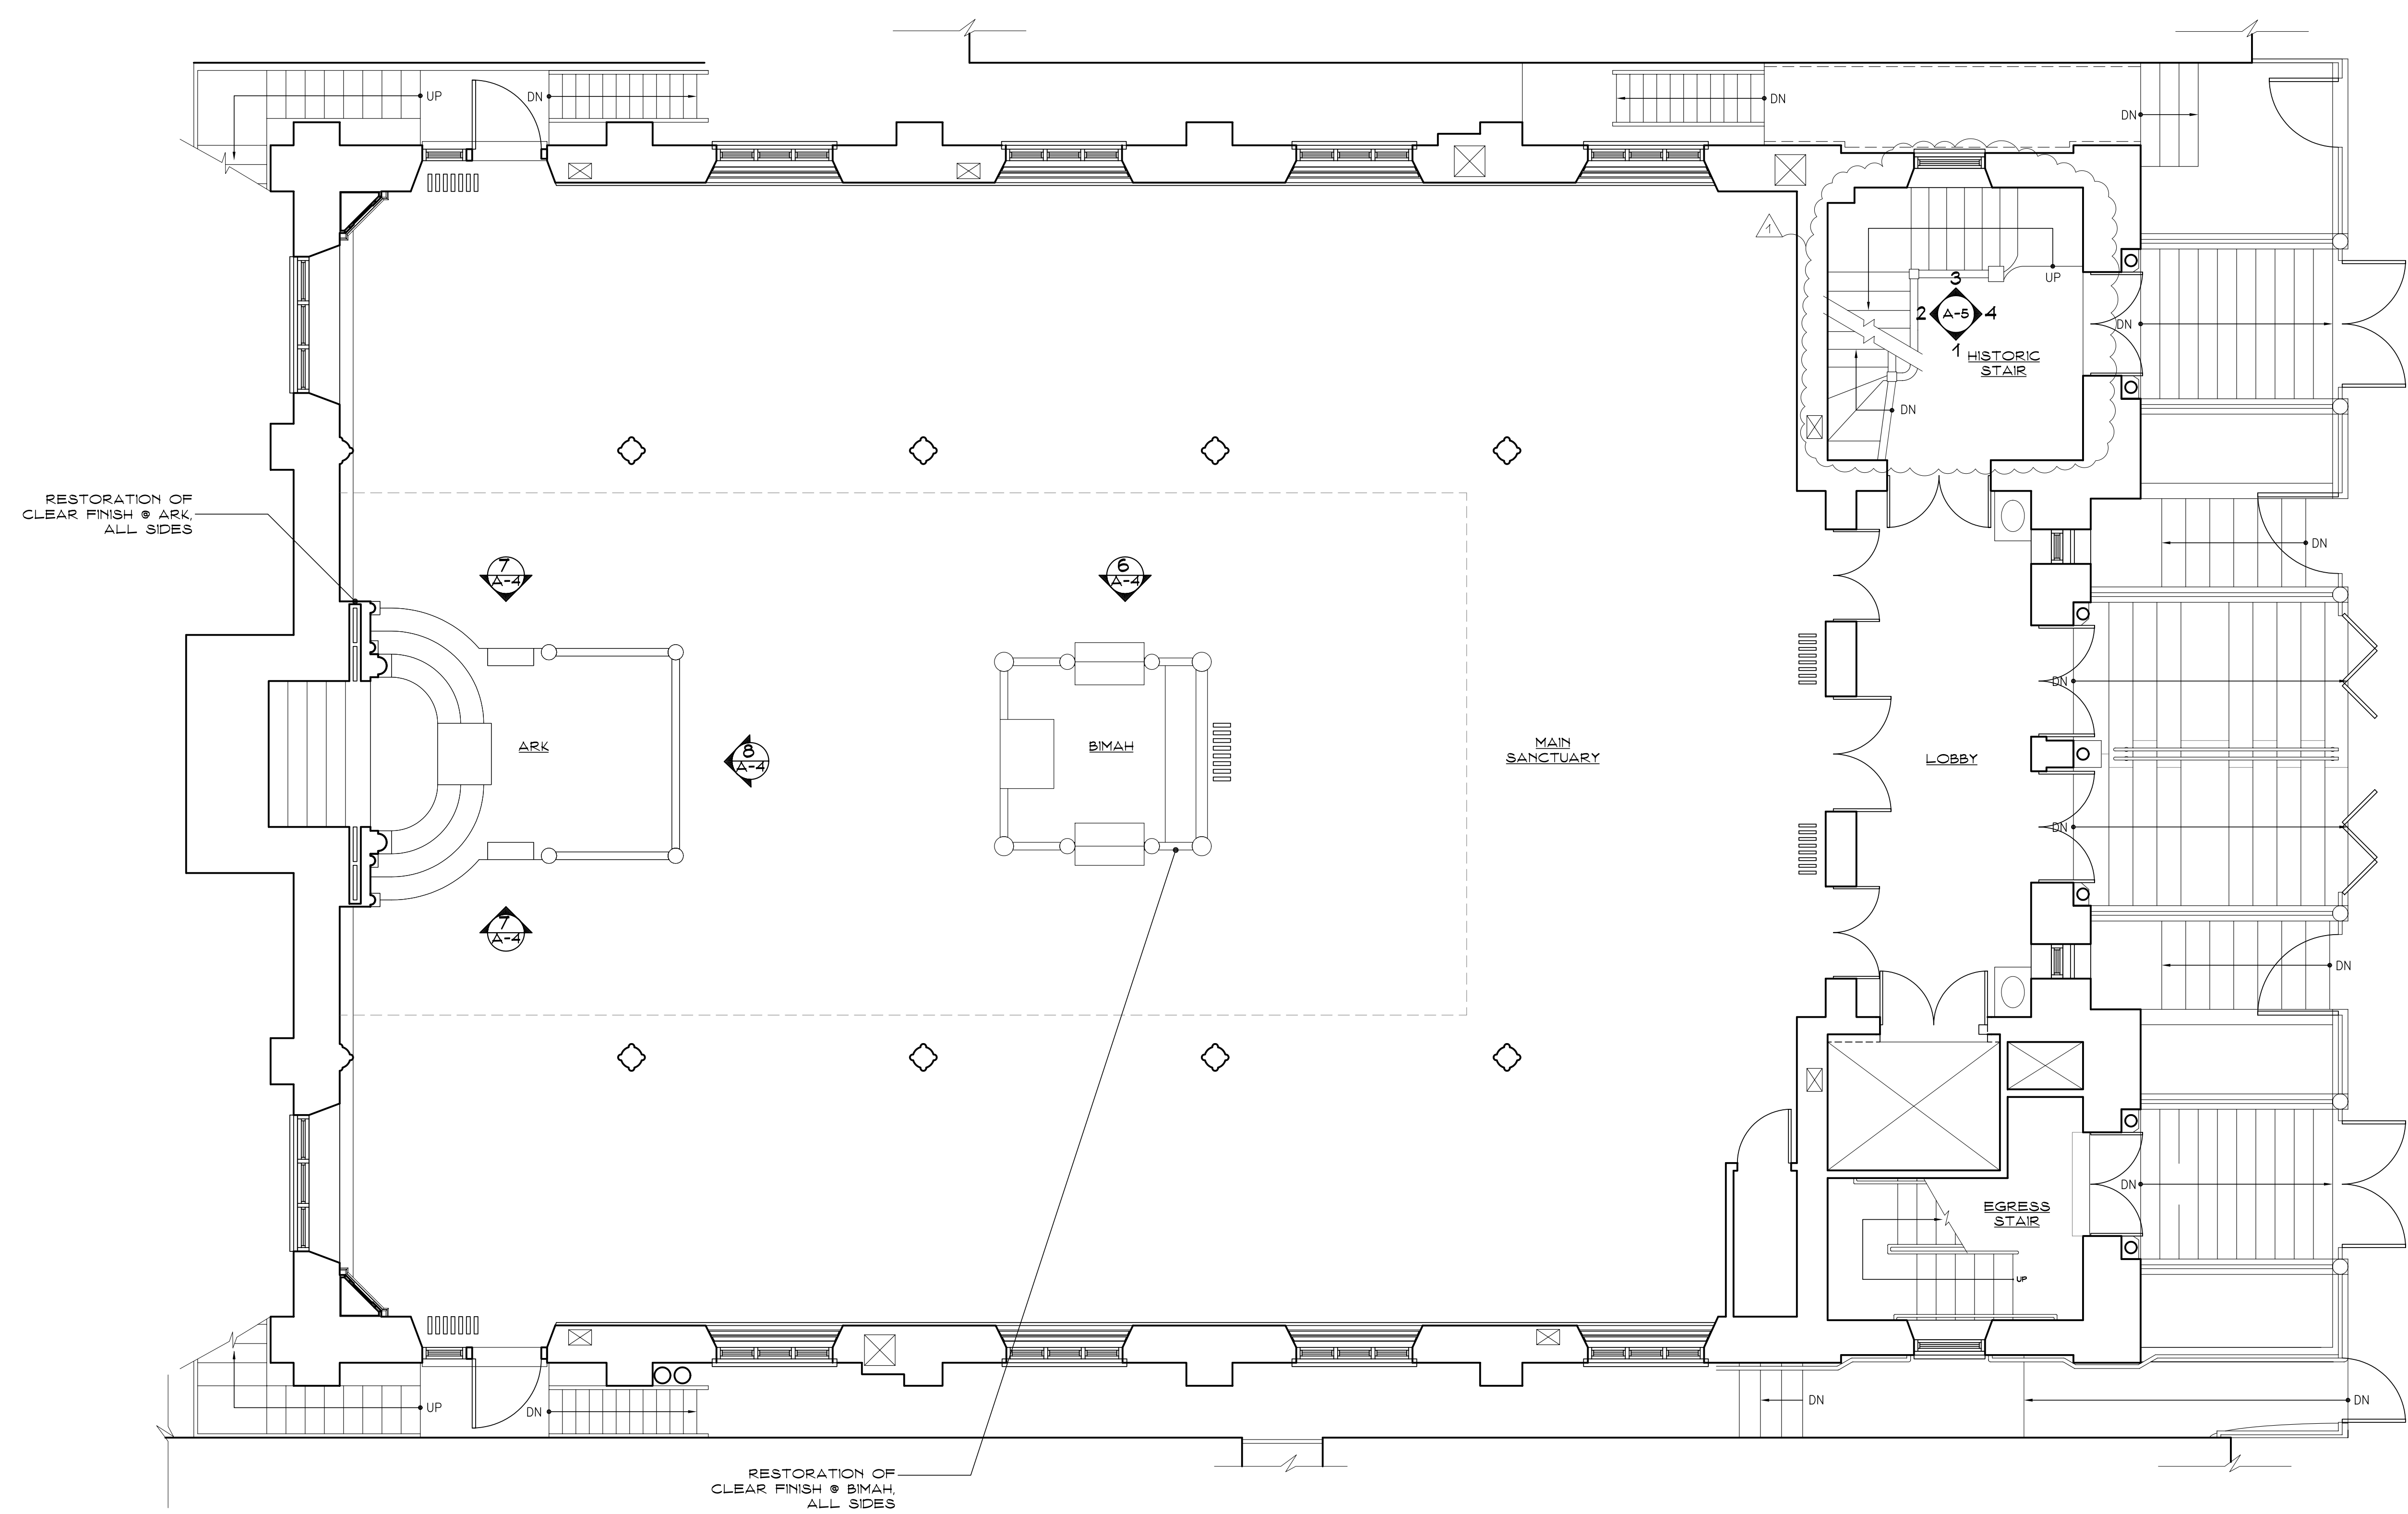 UP
DN
DN
DN
1
UP
3
2 A-5 4
1
HISTORIC
STAIR
DN
DN
RESTORATION OF
CLEAR FINISH @ ARK,
ALL SIDES
DN
7
A-4
6
A-4
DN
ARK
8
A-4
BIMAH
MAIN
SANCTUARY
LOBBY
DN
7
A-4
DN
DN
EGRESS
STAIR
UP
UP
DN
DN
DN
RESTORATION OF
CLEAR FINISH @ BIMAH,
ALL SIDES